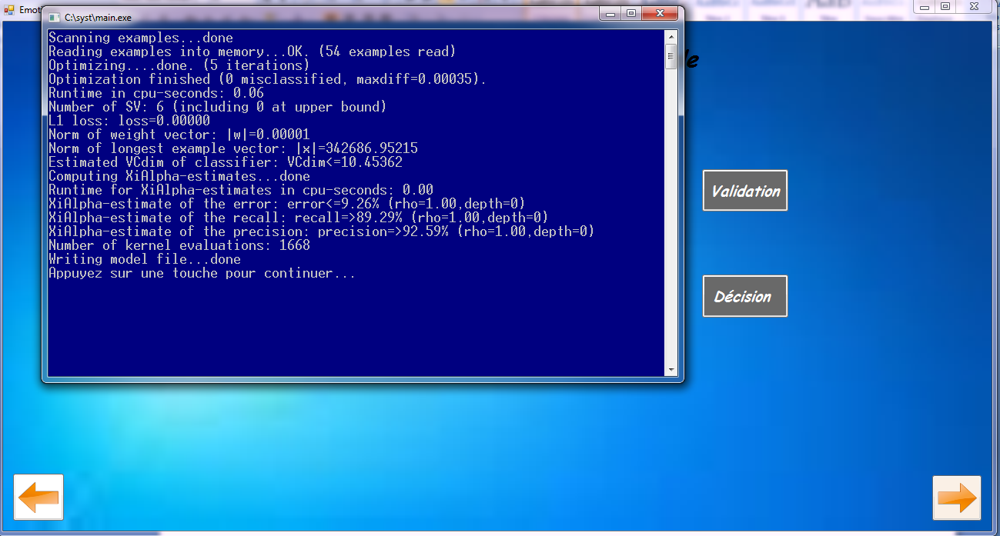 C:\syst\main.exe
Scanning examples...done
Reading examples into memory...OK. (54 examples read)
Optimizing....done. (5 iterations)
Optimization finished (0 misclassified, maxdiff=0.00035).
Runtime in cpu-seconds: 0.06
Number of SV: 6 (including 0 at upper bound)
L1 loss: loss=0.00000
Norm of weight vector: |w|=0.00001
Norm of longest example vector: |x|=342686.95215
Estimated VCdim of classifier: VCdim<=10.45362
Computing XiAlpha-estimates...done
Runtime for XiAlpha-estimates in cpu-seconds: 0.00
XiAlpha-estimate of the error: error<=9.26% (rho=1.00,depth=0)
XiAlpha-estimate of the recall: recall=>89.29% (rho=1.00,depth=0)
XiAlpha-estimate of the precision: precision=>92.59% (rho=1.00,depth=0)
Number of kernel evaluations: 1668
Writing model file...done
Appuyez sur une touche pour continuer...
Validation
Décision